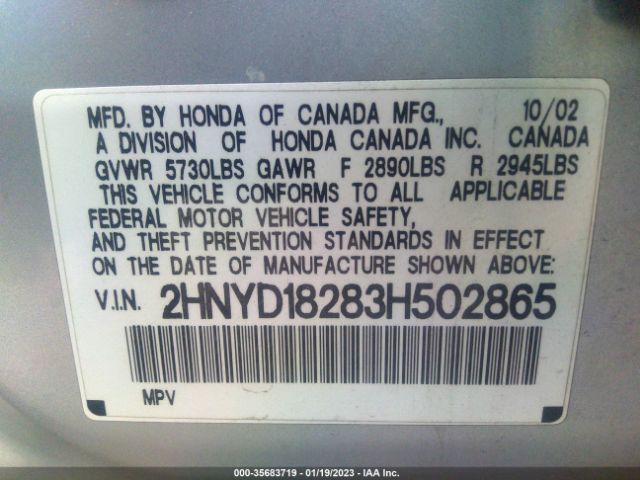 MFD. BY HONDA OF CANADA MFG., 10/02
A DIVISION OF HONDA CANADA INC. CANADA
GVWR 5730LBS GAWR F 2890LBS R 2945LBS
THIS VEHICLE CONFORMS TO ALL APPLICABLE
FEDERAL MOTOR VEHICLE SAFETY,
AND THEFT PREVENTION STANDARDS IN EFFECT
ON THE DATE OF MANUFACTURE SHOWN ABOVE:
V.I.N. 2HNYD18283H502865
MPV
000-35683719 - 01/19/2023 - IAA Inc.